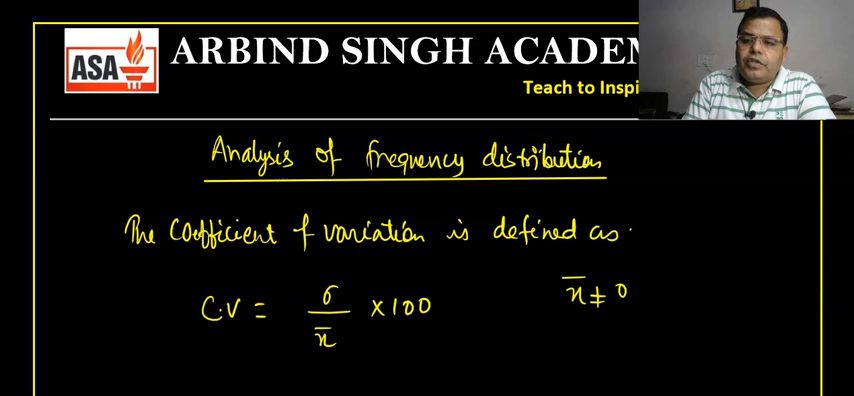 ASA
ARBIND SINGH ACADEM
Teach to Inspi
Analysis of frequency distribution
The coefficient of variation is defined as.
C.V = σ/x̄ ×100
x̄ ≠ 0